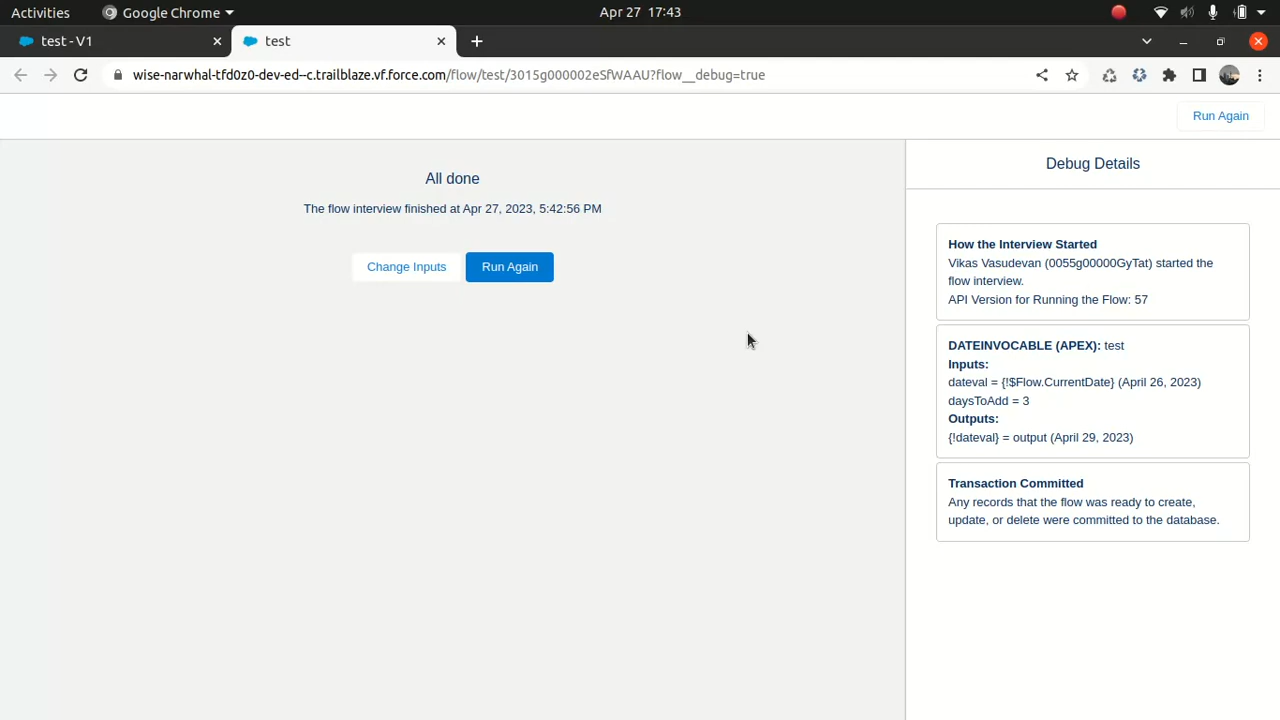 Activities
Google Chrome
Apr 27 17:43
test - V1
test
wise-narwhal-tfd0z0-dev-ed--c.trailblaze.vf.force.com/flow/test/3015g000002eSfWAAU?flow__debug=true
Run Again
All done
The flow interview finished at Apr 27, 2023, 5:42:56 PM
Change Inputs
Run Again
Debug Details
How the Interview Started
Vikas Vasudevan (0055g00000GyTat) started the
flow interview.
API Version for Running the Flow: 57
DATEINVOCABLE (APEX): test
Inputs:
dateval = {!$Flow.CurrentDate} (April 26, 2023)
daysToAdd = 3
Outputs:
{!dateval} = output (April 29, 2023)
Transaction Committed
Any records that the flow was ready to create,
update, or delete were committed to the database.